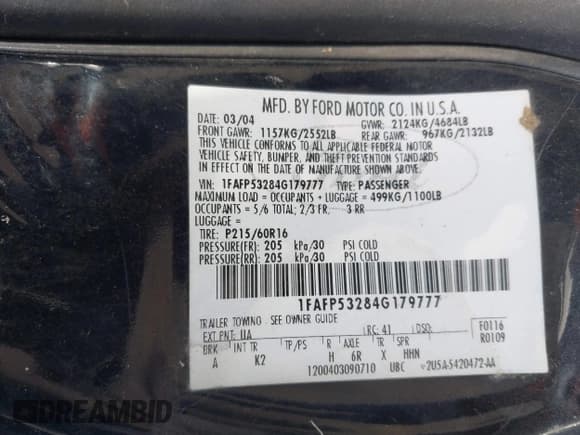 MFD. BY FORD MOTOR CO. IN U.S.A.
DATE: 03/04 GVWR: 2124KG/4684LB
FRONT GAWR: 1157KG/2552LB REAR GAWR: 967KG/2132LB
THIS VEHICLE CONFORMS TO ALL APPLICABLE FEDERAL MOTOR
VEHICLE SAFETY, BUMPER, AND THEFT PREVENTION STANDARDS
IN EFFECT ON THE DATE OF MANUFACTURE SHOWN ABOVE.
VIN: 1FAFP53284G179777 TYPE: PASSENGER
MAXIMUM LOAD = OCCUPANTS + LUGGAGE = 499KG/1100LB
OCCUPANTS = 5/6 TOTAL; 2/3 FR, 3 RR
LUGGAGE =
TIRE: P215/60R16
PRESSURE(FR): 205 kPa/30 PSI COLD
PRESSURE(RR): 205 kPa/30 PSI COLD
1FAFP53284G179777
TRAILER TOWING - SEE OWNER GUIDE
EXT PNT: UA RC: 41 DSO: F0116
BRK INT TR TP/PS R AXLE TR SPR R0109
A K2 H 6R X HHN
1200403090710 UBC 2U5A-5420472-AA
DREAMBID